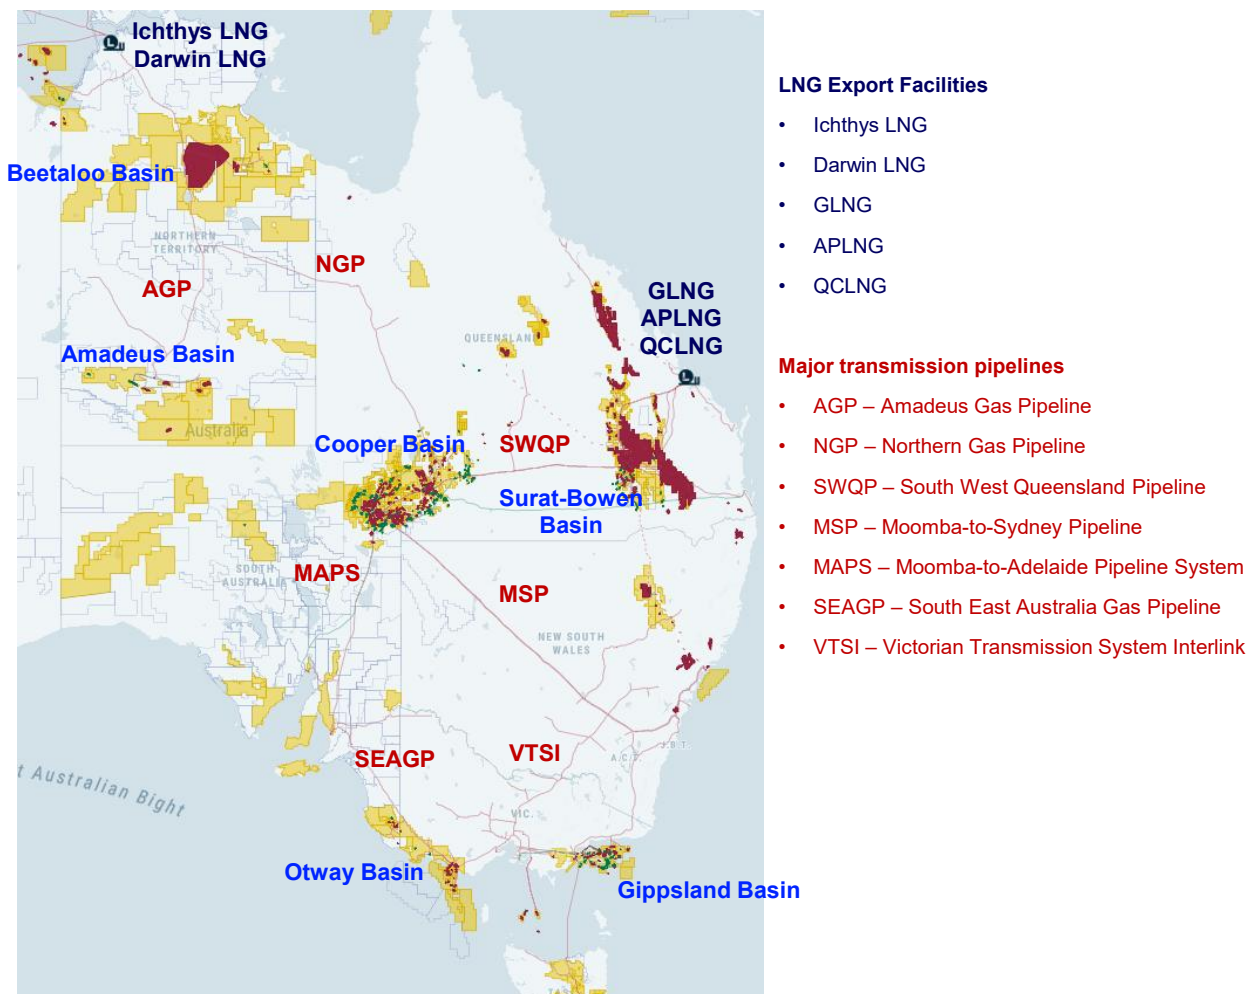 Ichthys LNG
Darwin LNG
Beetaloo Basin
NORTHERN
TERRITORY
NGP
AGP
GLNG
APLNG
QCLNG
QUEENSLAND
Amadeus Basin
Australia
Cooper Basin
SWQP
Surat-Bowen
Basin
SOUTH
AUSTRALIA
MAPS
MSP
NEW SOUTH
WALES
SEAGP
VTSI
J.B.T.
A.C.T.
t Australian Bight
VIC.
Otway Basin
Gippsland Basin
LNG Export Facilities
• Ichthys LNG
• Darwin LNG
• GLNG
• APLNG
• QCLNG
Major transmission pipelines
• AGP – Amadeus Gas Pipeline
• NGP – Northern Gas Pipeline
• SWQP – South West Queensland Pipeline
• MSP – Moomba-to-Sydney Pipeline
• MAPS – Moomba-to-Adelaide Pipeline System
• SEAGP – South East Australia Gas Pipeline
• VTSI – Victorian Transmission System Interlink